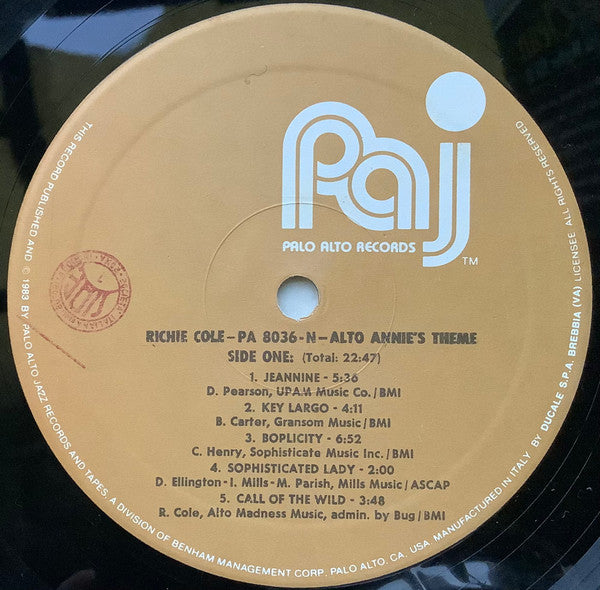 paj
PALO ALTO RECORDS
TM
RICHIE COLE–PA 8036-N–ALTO ANNIE'S THEME
SIDE ONE: (Total: 22:47)
1. JEANNINE - 5:36
D. Pearson, UPAM Music Co./BMI
2. KEY LARGO - 4:11
B. Carter, Gransom Music/BMI
3. BOPLICITY - 6:52
C. Henry, Sophisticate Music Inc./BMI
4. SOPHISTICATED LADY - 2:00
D. Ellington-I. Mills-M. Parish, Mills Music/ASCAP
5. CALL OF THE WILD - 3:48
R. Cole, Alto Madness Music, admin. by Bug/BMI
THIS RECORD PUBLISHED AND © 1983 BY PALO ALTO JAZZ RECORDS AND TAPES, A DIVISION OF BENHAM MANAGEMENT CORP. PALO ALTO. CA. USA. MANUFACTURED IN ITALY BY DUCALE S.P.A. BREBBIA (VA) LICENSEE ALL RIGHTS RESERVED